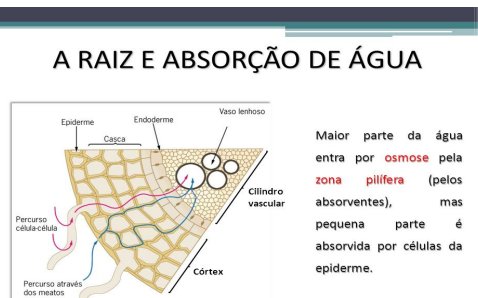 A RAIZ E ABSORÇÃO DE ÁGUA
Vaso lenhoso
Epiderme
Endoderme
Casca
Cilindro
vascular
Percurso
célula-célula
Córtex
Percurso através
dos meatos
Maior parte da água
entra por osmose pela
zona pilífera (pelos
absorventes), mas
pequena parte é
absorvida por células da
epiderme.